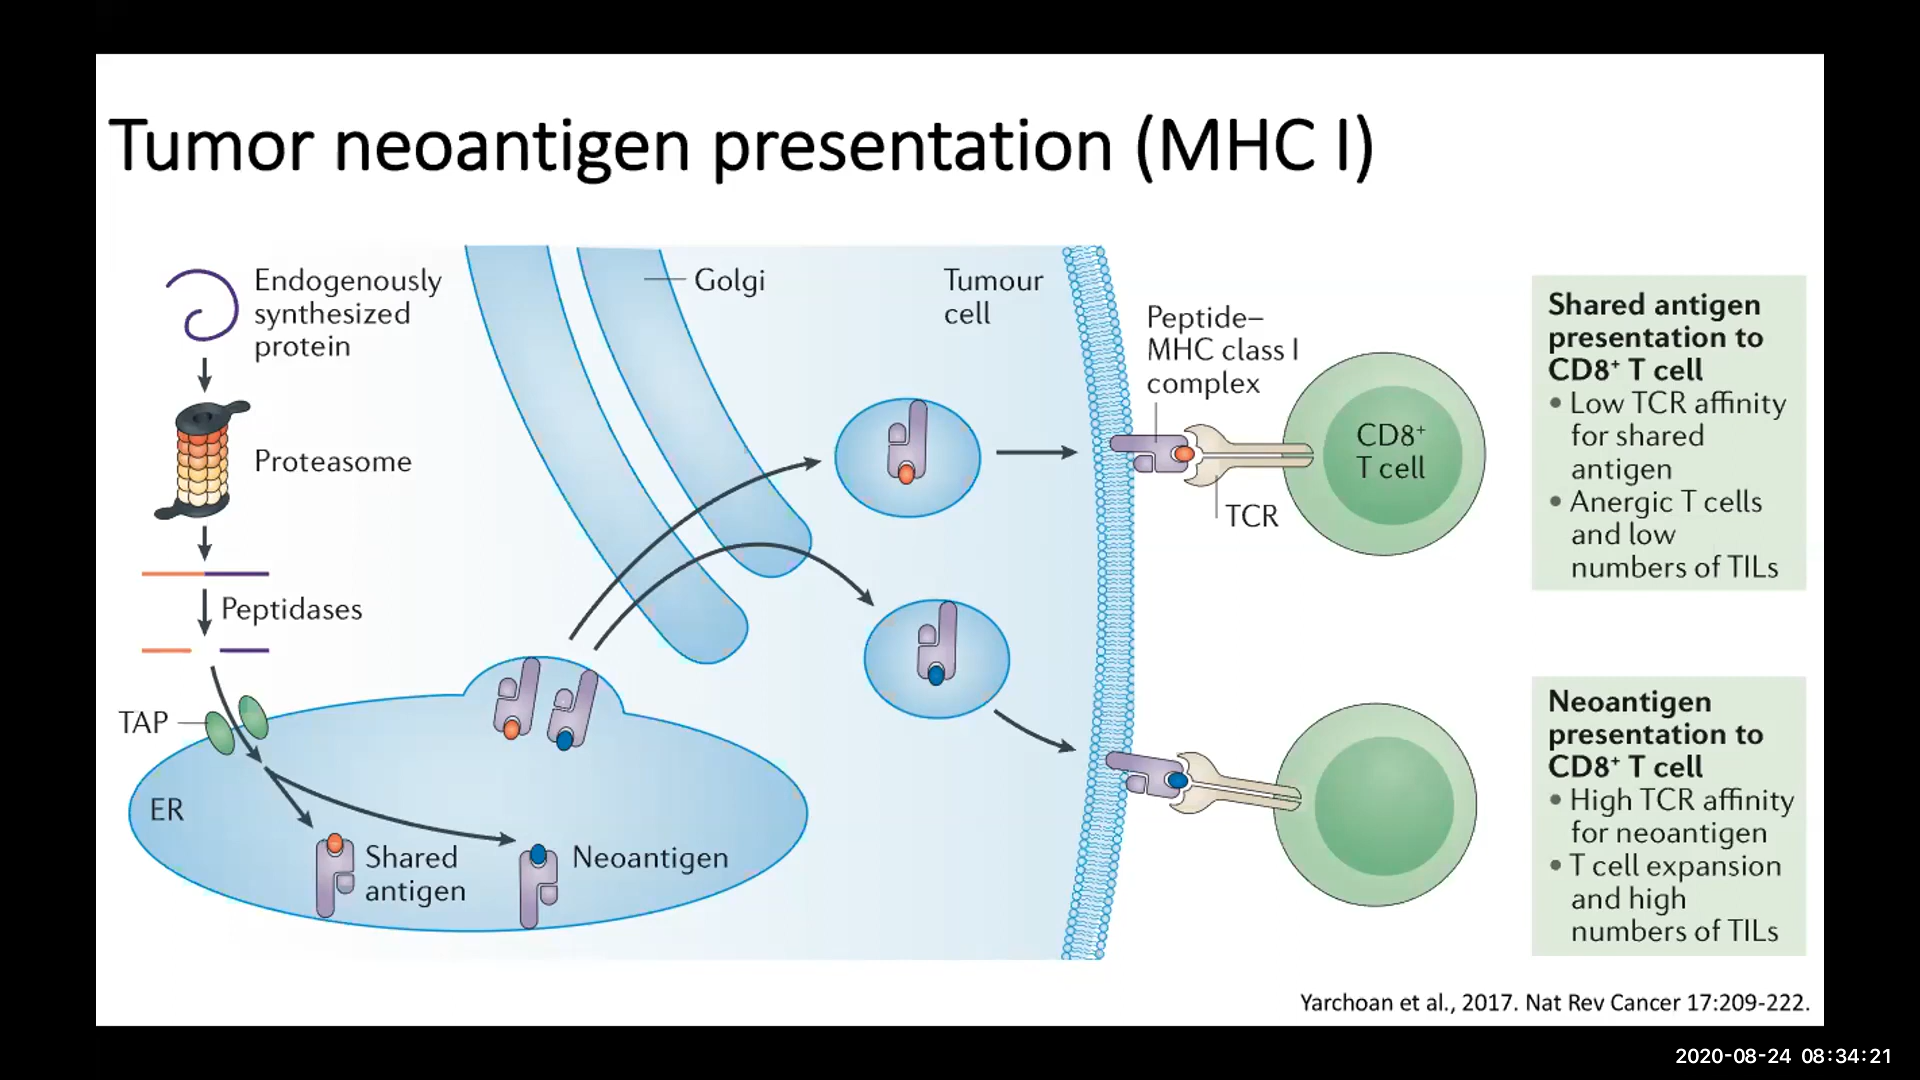 Tumor neoantigen presentation (MHC I)
Endogenously
synthesized
protein
Proteasome
Peptidases
TAP
ER
Shared
antigen
Neoantigen
Golgi
Tumour
cell
Peptide–
MHC class I
complex
TCR
CD8⁺
T cell
Shared antigen
presentation to
CD8⁺ T cell
• Low TCR affinity
for shared
antigen
• Anergic T cells
and low
numbers of TILs
Neoantigen
presentation to
CD8⁺ T cell
• High TCR affinity
for neoantigen
• T cell expansion
and high
numbers of TILs
Yarchoan et al., 2017. Nat Rev Cancer 17:209-222.
2020-08-24 08:34:21